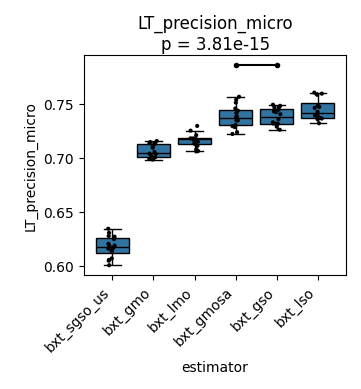 LT_precision_micro
p = 3.81e-15
LT_precision_micro
0.75
0.70
0.65
0.60
bxt_sgso_us
bxt_gmo
bxt_lmo
bxt_gmosa
bxt_gso
bxt_lso
estimator